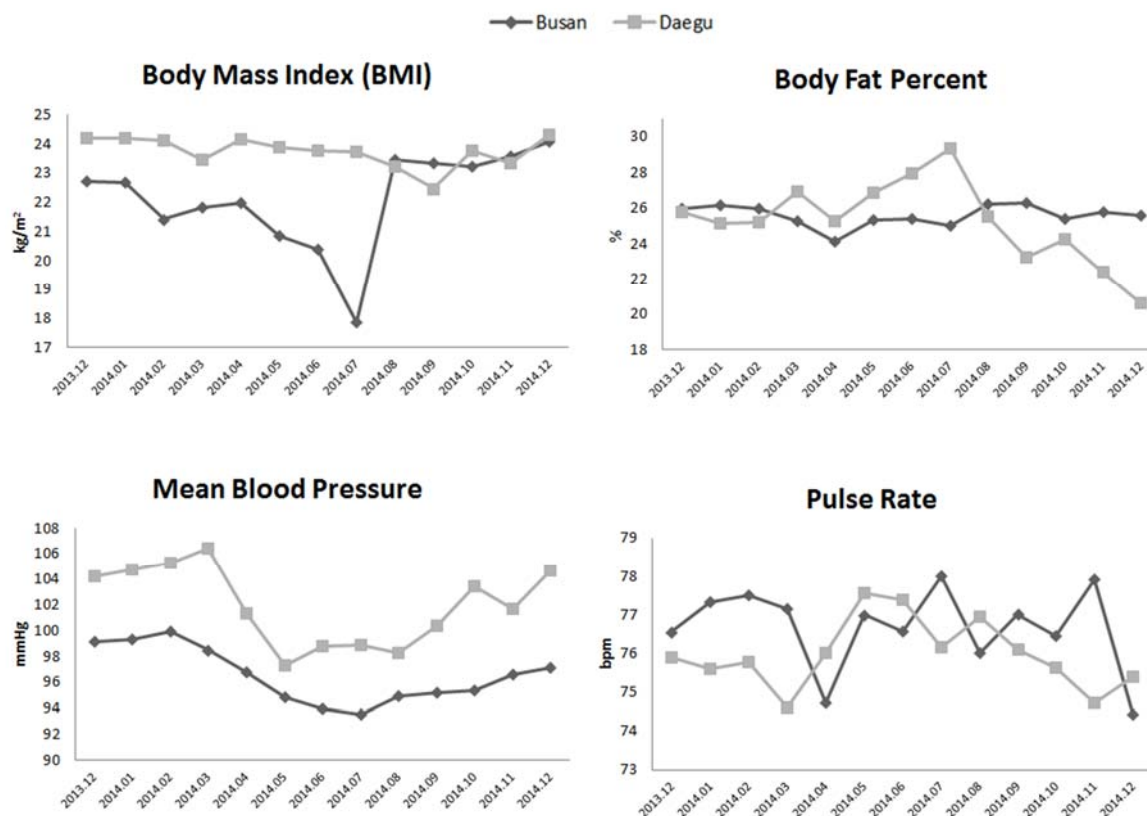 Busan Daegu
Body Mass Index (BMI)
25
24
23
22
21
20
19
18
17
kg/m²
2013.12 2014.01 2014.02 2014.03 2014.04 2014.05 2014.06 2014.07 2014.08 2014.09 2014.10 2014.11 2014.12
Body Fat Percent
30
28
26
24
22
20
18
%
2013.12 2014.01 2014.02 2014.03 2014.04 2014.05 2014.06 2014.07 2014.08 2014.09 2014.10 2014.11 2014.12
Mean Blood Pressure
108
106
104
102
100
98
96
94
92
90
mmHg
2013.12 2014.01 2014.02 2014.03 2014.04 2014.05 2014.06 2014.07 2014.08 2014.09 2014.10 2014.11 2014.12
Pulse Rate
79
78
77
76
75
74
73
bpm
2013.12 2014.01 2014.02 2014.03 2014.04 2014.05 2014.06 2014.07 2014.08 2014.09 2014.10 2014.11 2014.12